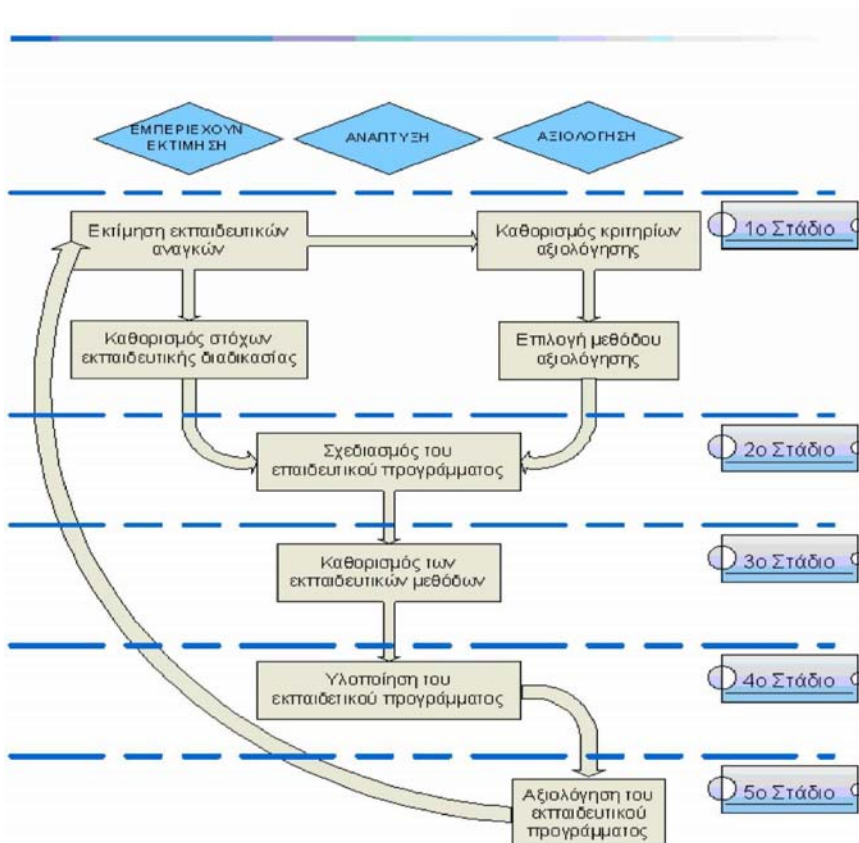 ΕΜΠΕΡΙΕΧΟΥΝ
ΕΚΤΙΜΗΣΗ
ΑΝΑΠΤΥΞΗ
ΑΞΙΟΛΟΓΗΣΗ
Εκτίμηση εκπαιδευτικών
αναγκών
Καθορισμός κριτηρίων
αξιολόγησης
1ο Στάδιο
Καθορισμός στόχων
εκπαιδευτικής διαδικασίας
Επιλογή μεθόδου
αξιολόγησης
Σχεδιασμός του
επαιδευτικού προγράμματος
2ο Στάδιο
Καθορισμός των
εκπαιδευτικών μεθόδων
3ο Στάδιο
Υλοποίηση του
εκπαιδετικού προγράμματος
4ο Στάδιο
Αξιολόγηση του
εκπαιδευτικού
προγράμματος
5ο Στάδιο